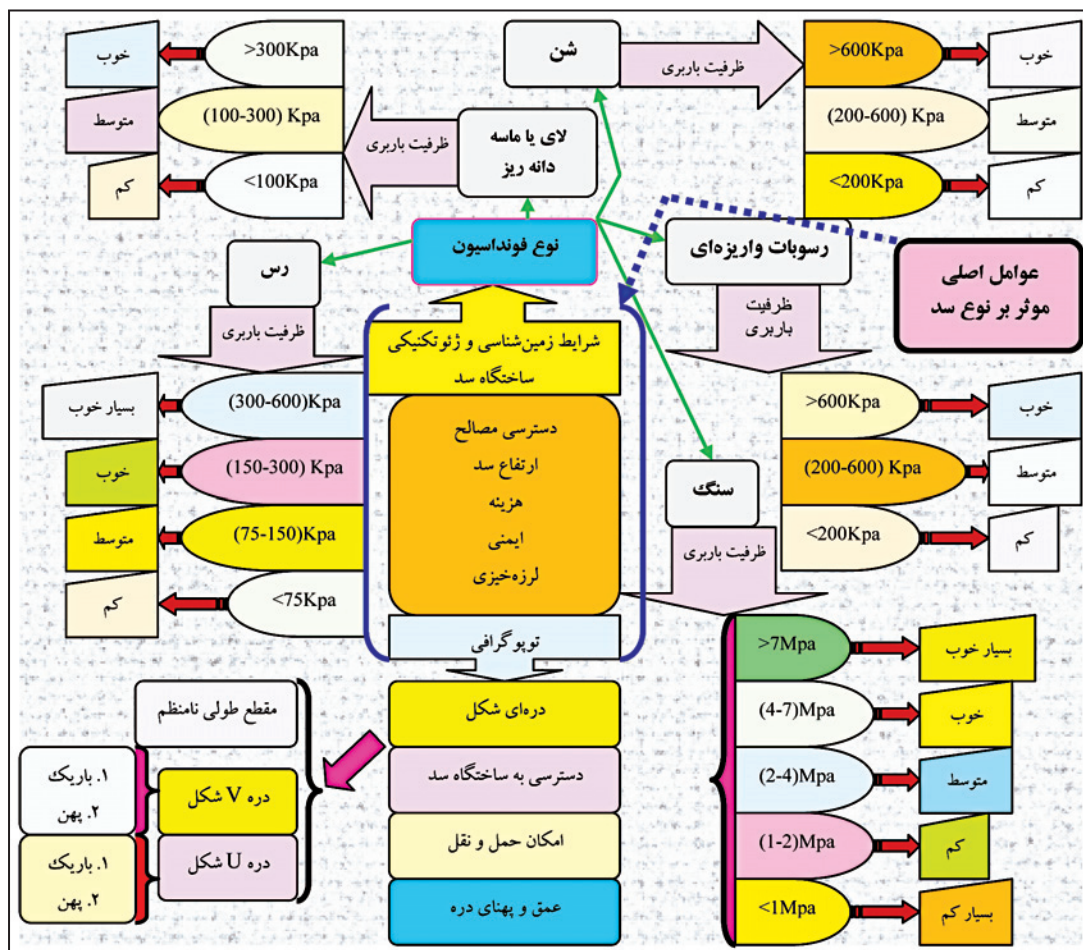 شن
ظرفیت باربری
>600Kpa
خوب
(200-600) Kpa
متوسط
<200Kpa
کم
>300Kpa
خوب
(100-300) Kpa
متوسط
<100Kpa
کم
ظرفیت باربری
لای یا ماسه
دانه ریز
عوامل اصلی
موثر بر نوع سد
نوع فونداسیون
رسوبات واریزه‌ای
ظرفیت
باربری
>600Kpa
خوب
(200-600) Kpa
متوسط
<200Kpa
کم
رس
ظرفیت باربری
(300-600)Kpa
بسیار خوب
(150-300) Kpa
خوب
(75-150)Kpa
متوسط
<75Kpa
کم
شرایط زمین‌شناسی و ژئوتکنیکی
ساختگاه سد
دسترسی مصالح
ارتفاع سد
هزینه
ایمنی
لرزه‌خیزی
توپوگرافی
سنگ
ظرفیت باربری
>7Mpa
بسیار خوب
(4-7)Mpa
خوب
(2-4)Mpa
متوسط
(1-2)Mpa
کم
<1Mpa
بسیار کم
دره‌ای شکل
دسترسی به ساختگاه سد
امکان حمل و نقل
عمق و پهنای دره
مقطع طولی نامنظم
دره V شکل
۱. باریک
۲. پهن
دره U شکل
۱. باریک
۲. پهن